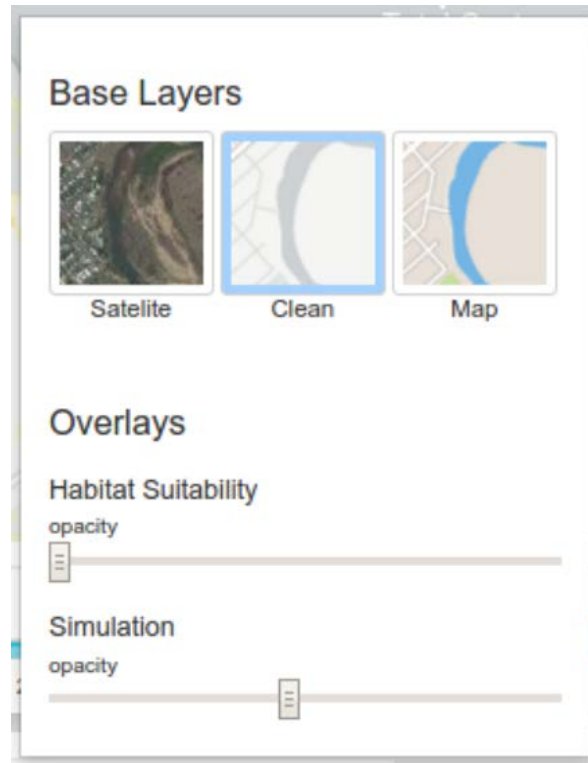 Base Layers
Satelite Clean Map
Overlays
Habitat Suitability
opacity
Simulation
opacity